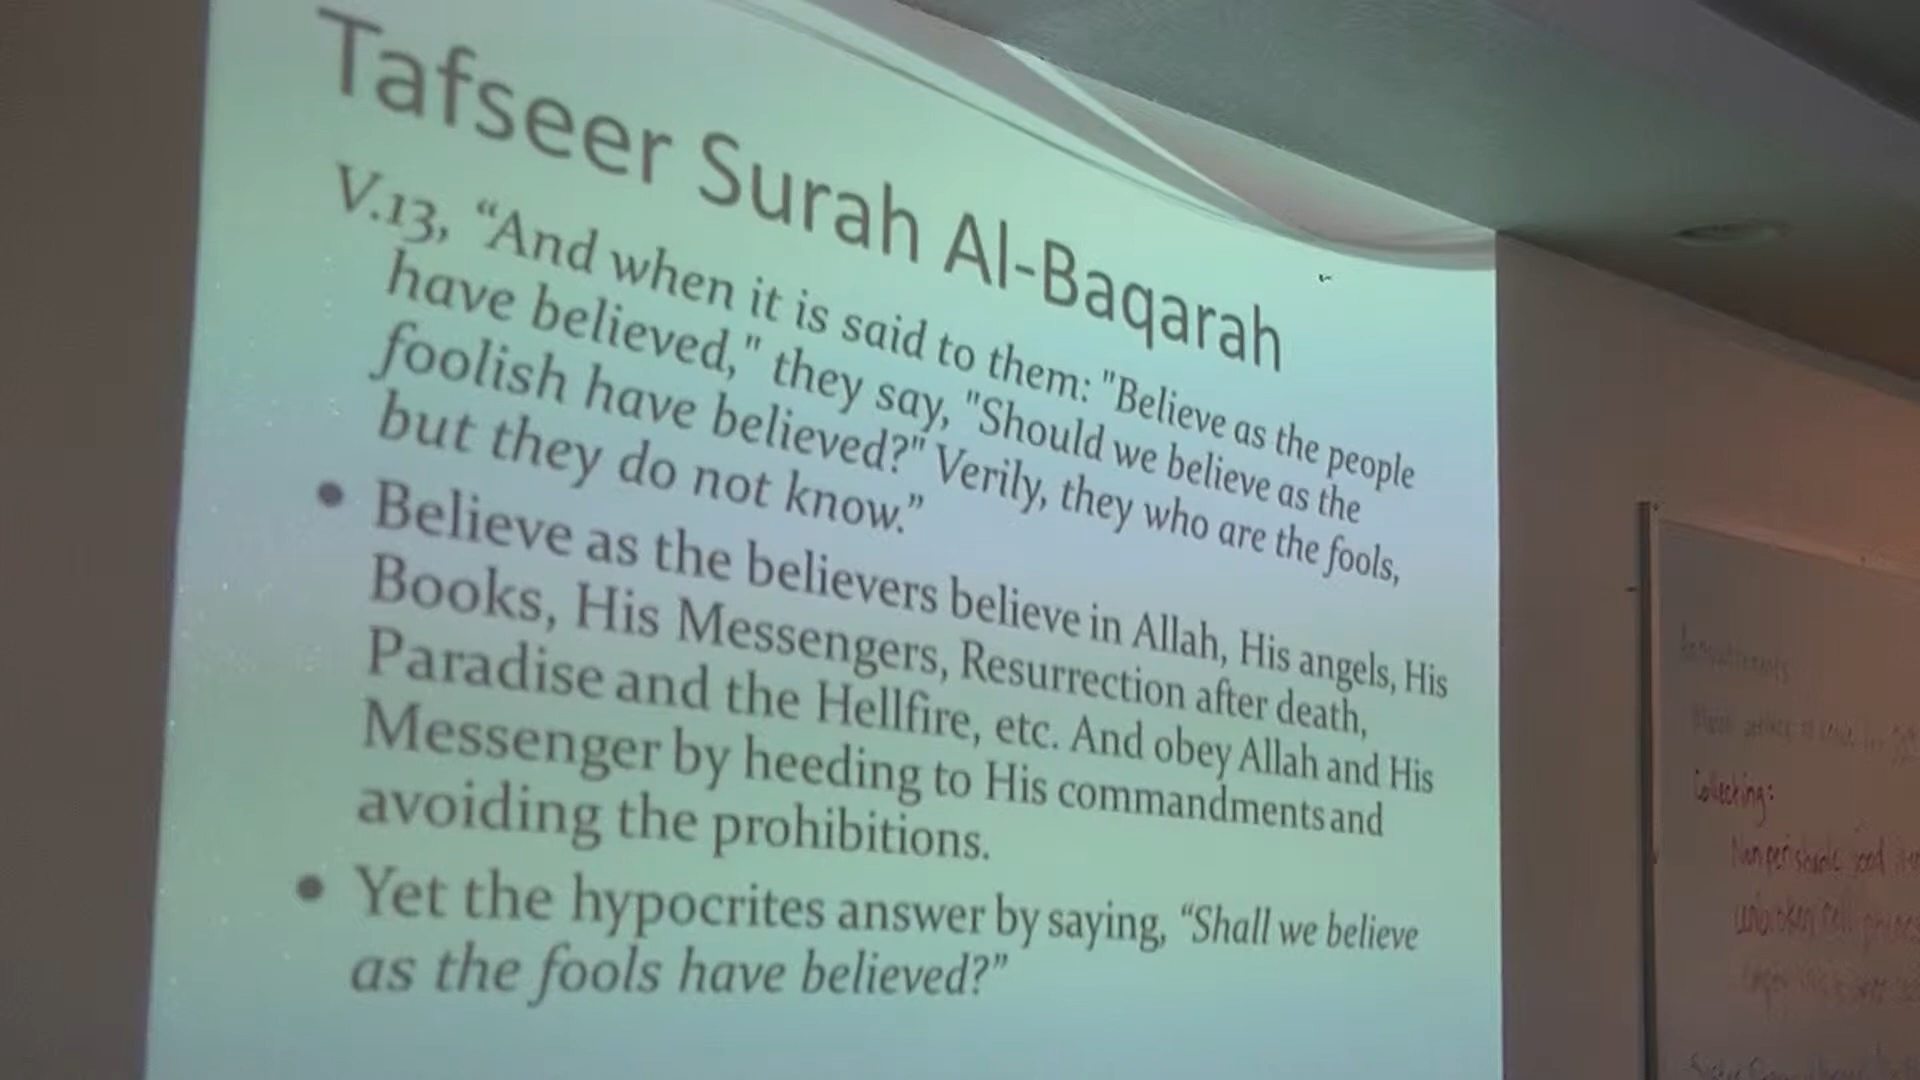 Tafseer Surah Al-Baqarah
V.13, “And when it is said to them: "Believe as the people
have believed," they say, "Should we believe as the
foolish have believed?" Verily, they who are the fools,
but they do not know.”
• Believe as the believers believe in Allah, His angels, His
Books, His Messengers, Resurrection after death,
Paradise and the Hellfire, etc. And obey Allah and His
Messenger by heeding to His commandments and
avoiding the prohibitions.
• Yet the hypocrites answer by saying, “Shall we believe
as the fools have believed?”
Collecting: